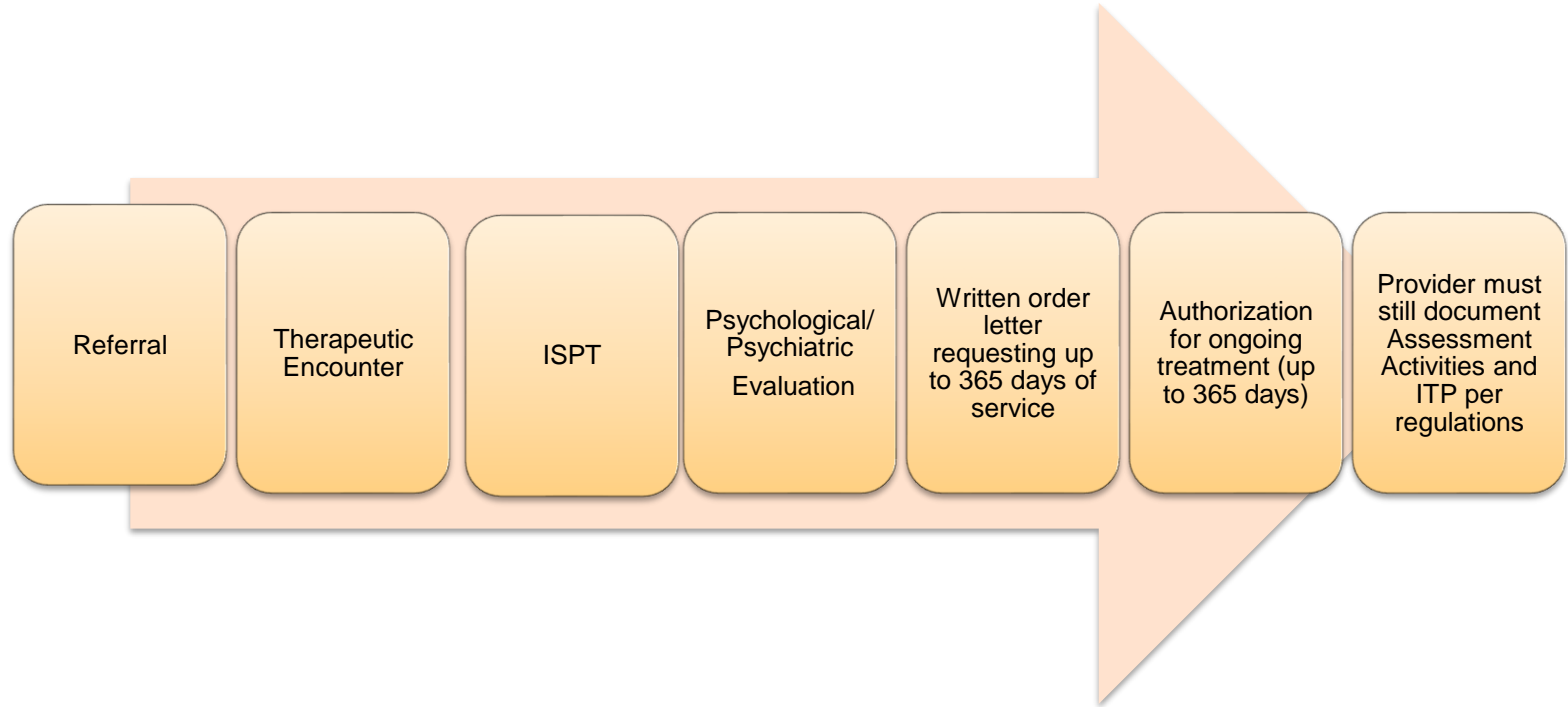 Referral
Therapeutic
Encounter
ISPT
Psychological/
Psychiatric
Evaluation
Written order
letter
requesting up
to 365 days of
service
Authorization
for ongoing
treatment (up
to 365 days)
Provider must
still document
Assessment
Activities and
ITP per
regulations